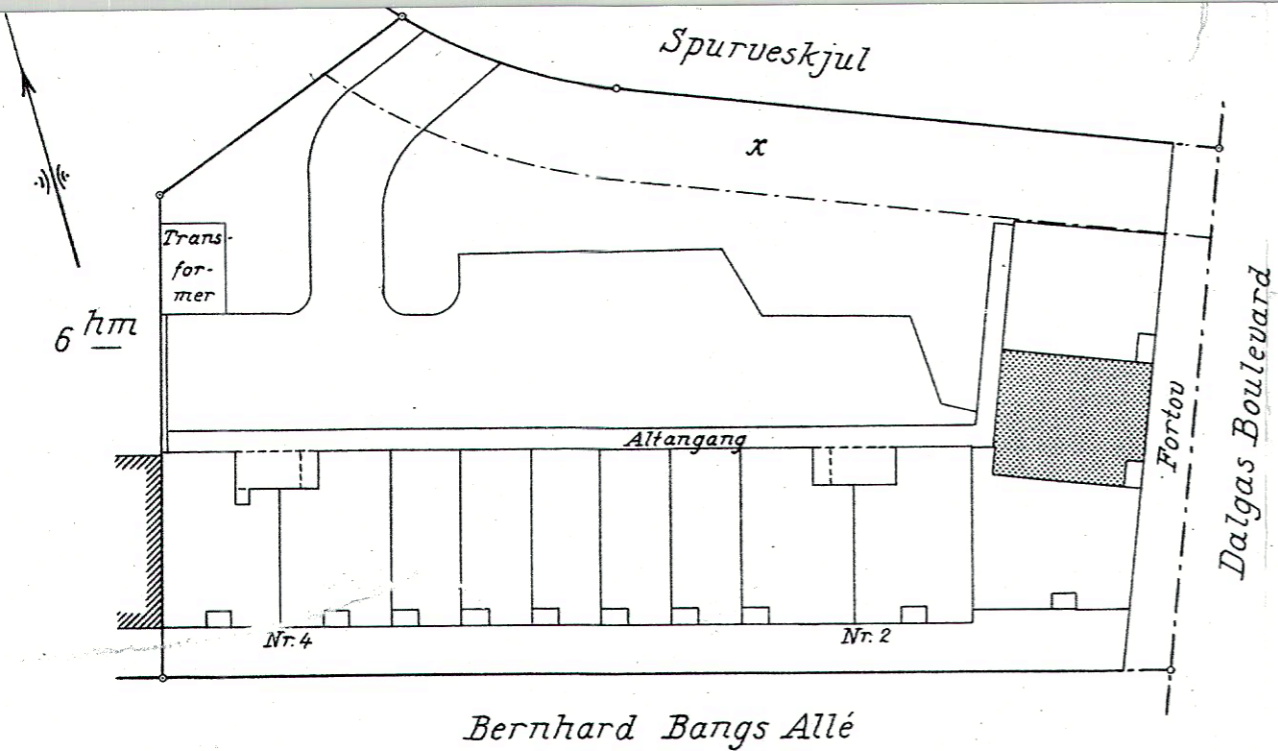 Spurveskjul
x
Trans-
for-
mer
6 hm
Altangang
Fortov
Dalgas Boulevard
Nr. 4
Nr. 2
Bernhard Bangs Allé